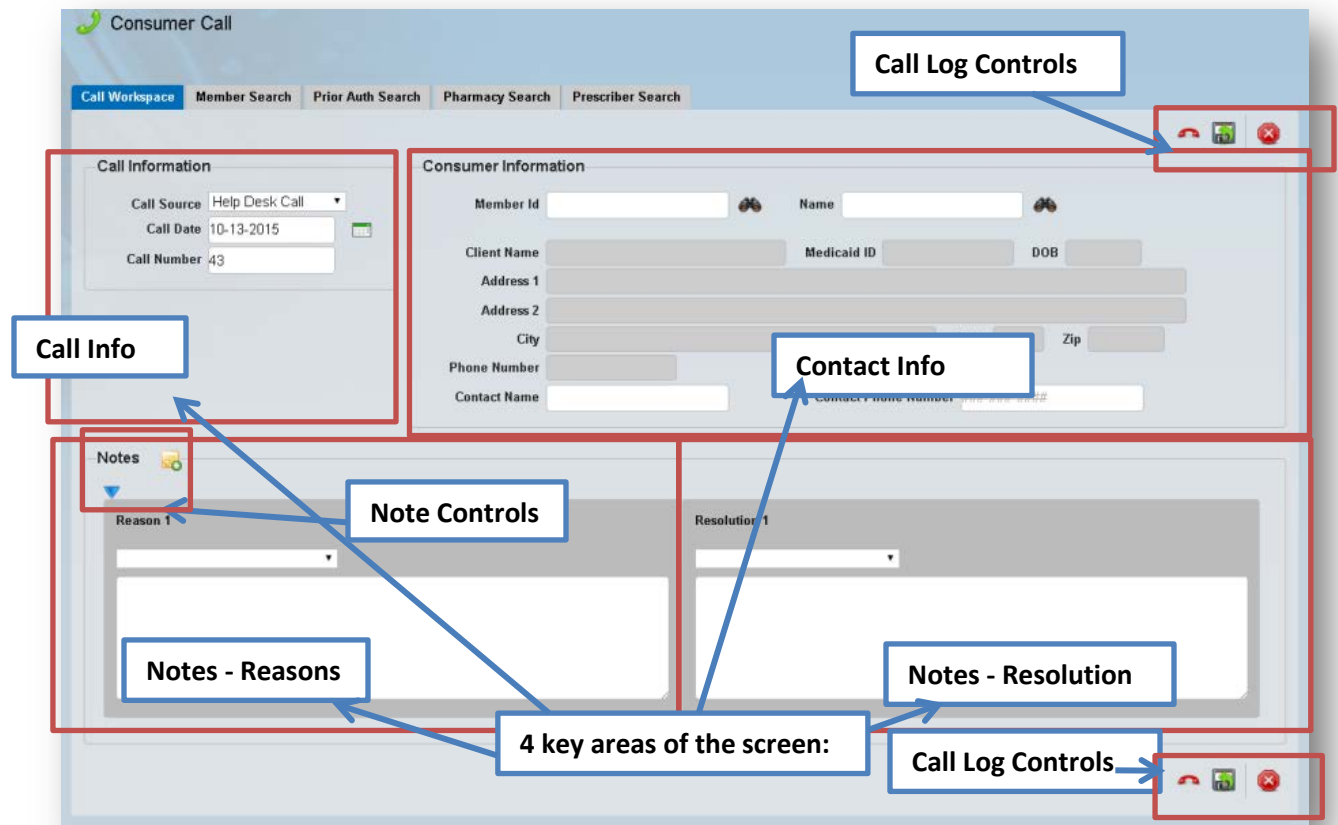 Consumer Call
Call Log Controls
Call Workspace Member Search Prior Auth Search Pharmacy Search Prescriber Search
Call Information
Call Source Help Desk Call
Call Date 10-13-2015
Call Number 43
Consumer Information
Member Id Name
Client Name Medicaid ID DOB
Address 1
Address 2
City Zip
Phone Number
Contact Name Contact Phone Number ###-###-####
Call Info
Contact Info
Notes
Note Controls
Reason 1 Resolution 1
Notes - Reasons
Notes - Resolution
4 key areas of the screen:
Call Log Controls